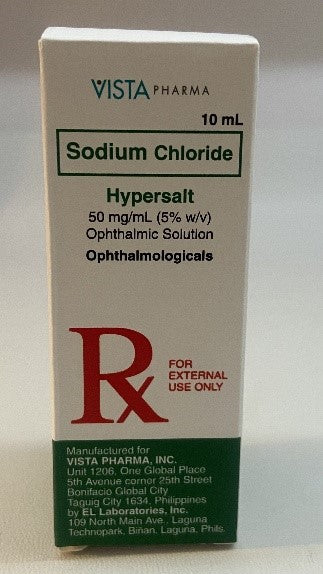 VISTA PHARMA
10 mL
Sodium Chloride
Hypersalt
50 mg/mL (5% w/v)
Ophthalmic Solution
Ophthalmologicals
Rx
FOR
EXTERNAL
USE ONLY
Manufactured for
VISTA PHARMA, INC.
Unit 1206, One Global Place
5th Avenue corner 25th Street
Bonifacio Global City
Taguig City 1634, Philippines
by EL Laboratories, Inc.
109 North Main Ave., Laguna
Technopark, Biñan, Laguna, Phils.